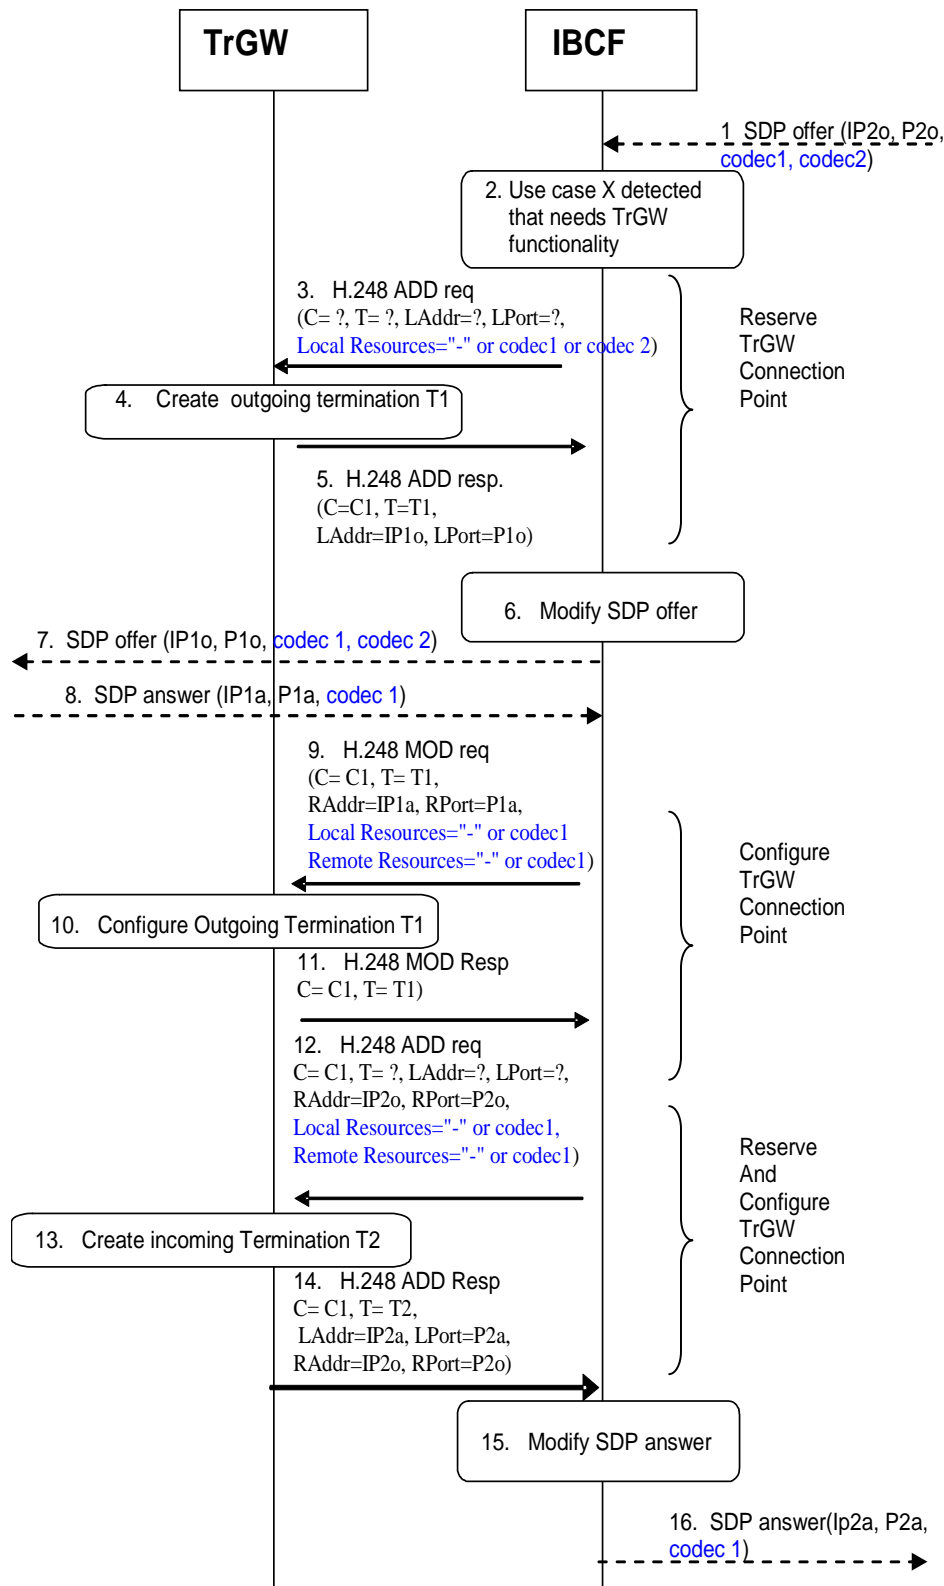 TrGW
IBCF
1 SDP offer (IP2o, P2o,
codec1, codec2)
2. Use case X detected
that needs TrGW
functionality
3. H.248 ADD req
(C= ?, T= ?, LAddr=?, LPort=?,
Local Resources="-" or codec1 or codec 2)
Reserve
TrGW
Connection
Point
4. Create outgoing termination T1
5. H.248 ADD resp.
(C=C1, T=T1,
LAddr=IP1o, LPort=P1o)
6. Modify SDP offer
7. SDP offer (IP1o, P1o, codec 1, codec 2)
8. SDP answer (IP1a, P1a, codec 1)
9. H.248 MOD req
(C= C1, T= T1,
RAddr=IP1a, RPort=P1a,
Local Resources="-" or codec1
Remote Resources="-" or codec1)
Configure
TrGW
Connection
Point
10. Configure Outgoing Termination T1
11. H.248 MOD Resp
C= C1, T= T1)
12. H.248 ADD req
C= C1, T= ?, LAddr=?, LPort=?,
RAddr=IP2o, RPort=P2o,
Local Resources="-" or codec1,
Remote Resources="-" or codec1)
Reserve
And
Configure
TrGW
Connection
Point
13. Create incoming Termination T2
14. H.248 ADD Resp
C= C1, T= T2,
LAddr=IP2a, LPort=P2a,
RAddr=IP2o, RPort=P2o)
15. Modify SDP answer
16. SDP answer(Ip2a, P2a,
codec 1)